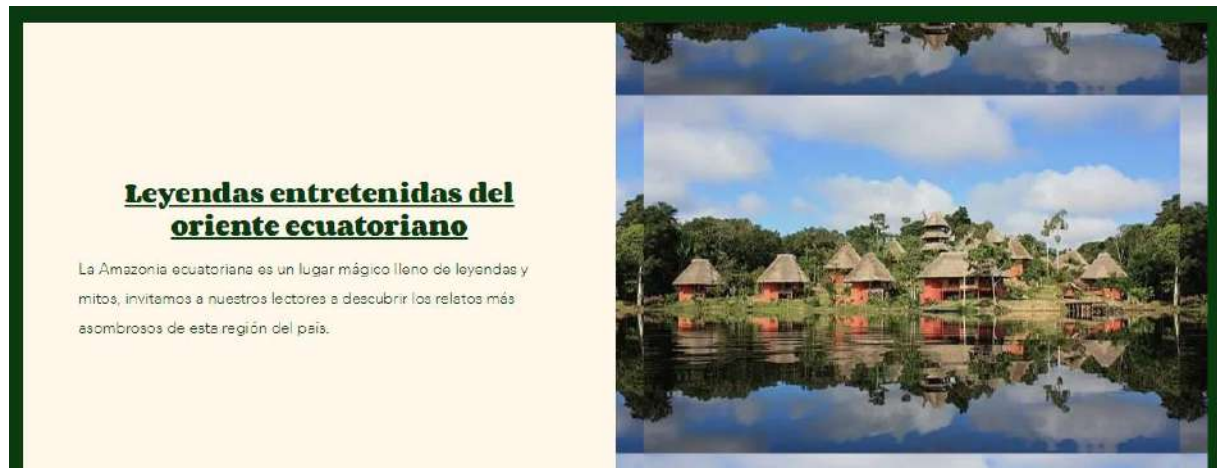 Leyendas entretenidas del
oriente ecuatoriano
La Amazonia ecuatoriana es un lugar mágico lleno de leyendas y
mitos, invitamos a nuestros lectores a descubrir los relatos más
asombrosos de esta región del país.